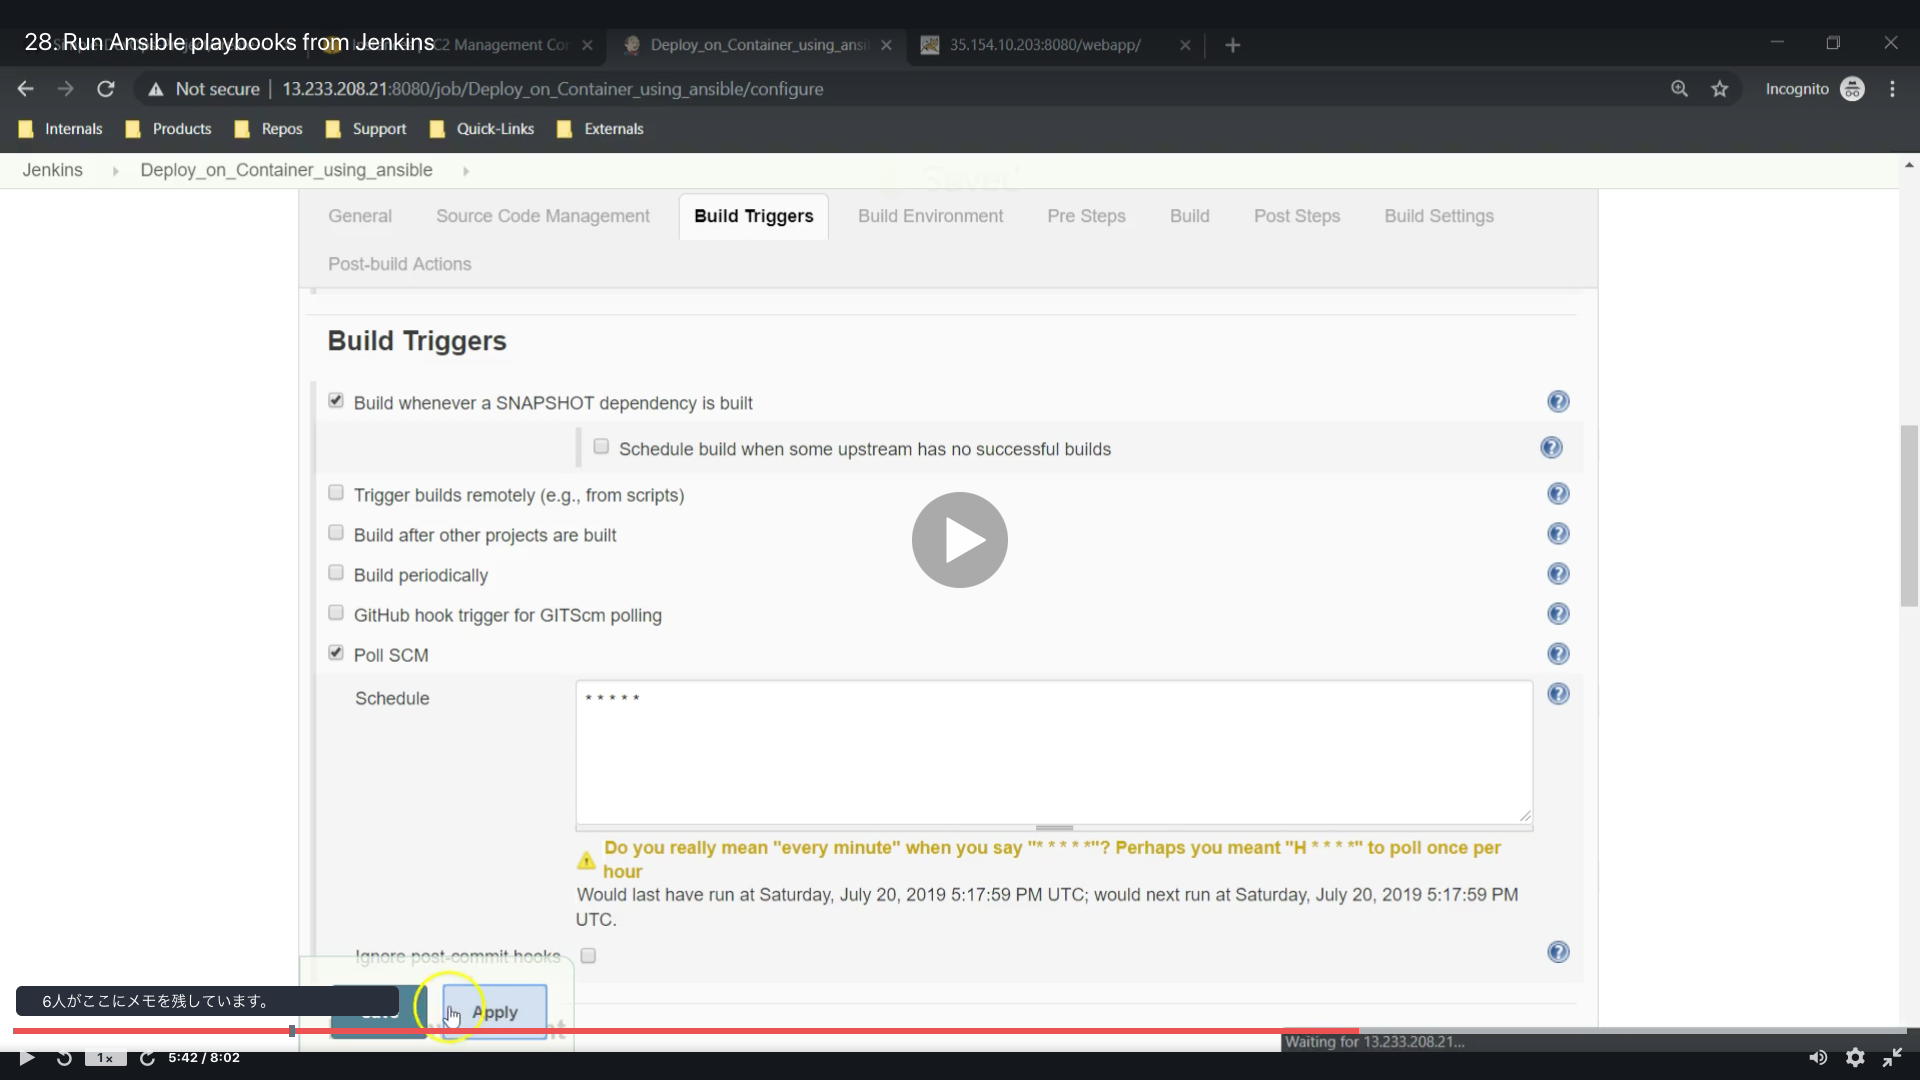 28. Run Ansible playbooks from Jenkins
C2 Management Co
Deploy_on_Container_using_ansi
35.154.10.203:8080/webapp/
Not secure
13.233.208.21:8080/job/Deploy_on_Container_using_ansible/configure
Incognito
Internals
Products
Repos
Support
Quick-Links
Externals
Jenkins
Deploy_on_Container_using_ansible
General
Source Code Management
Build Triggers
Build Environment
Pre Steps
Build
Post Steps
Build Settings
Post-build Actions
Build Triggers
Build whenever a SNAPSHOT dependency is built
Schedule build when some upstream has no successful builds
Trigger builds remotely (e.g., from scripts)
Build after other projects are built
Build periodically
GitHub hook trigger for GITScm polling
Poll SCM
Schedule
* * * * *
Do you really mean "every minute" when you say "* * * * *"? Perhaps you meant "H * * * *" to poll once per
hour
Would last have run at Saturday, July 20, 2019 5:17:59 PM UTC; would next run at Saturday, July 20, 2019 5:17:59 PM
UTC.
Ignore post-commit hooks
6人がここにメモを残しています。
Apply
Waiting for 13.233.208.21...
1x
5:42 / 8:02